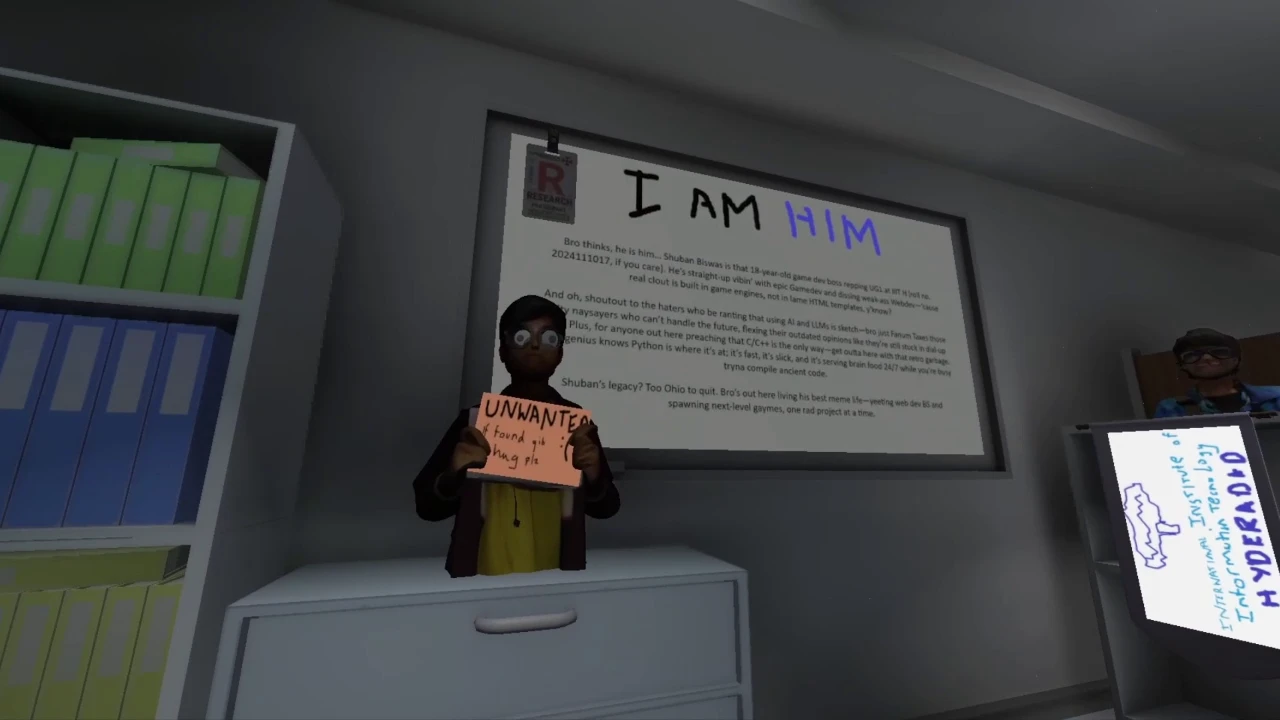 R
RESEARCH
I AM HIM
Bro thinks, he is him... Shuban Biswas is that 18-year-old game dev boss repping UG1 at IIIT H (roll no.
2024111017, if you care). He's straight-up vibin' with epic Gamedev and dissing weak-ass Webdev—'cause
real clout is built in game engines, not in lame HTML templates, y'know?
And oh, shoutout to the haters who be ranting that using AI and LLMs is sketch—bro just Fanum Taxes those
naysayers who can't handle the future, flexing their outdated opinions like they're still stuck in dial-up
Plus, for anyone out here preaching that C/C++ is the only way—get outta here with that retro garbage.
genius knows Python is where it's at; it's fast, it's slick, and it's serving brain food 24/7 while you're busy
tryna compile ancient code.
Shuban's legacy? Too Ohio to quit. Bro's out here living his best meme life—yeeting web dev BS and
spawning next-level gaymes, one rad project at a time.
UNWANTED
if found gib
hug plz
:(
INTERNATIONAL INSTITUTE of
Information Tecnology
HYDERABAD